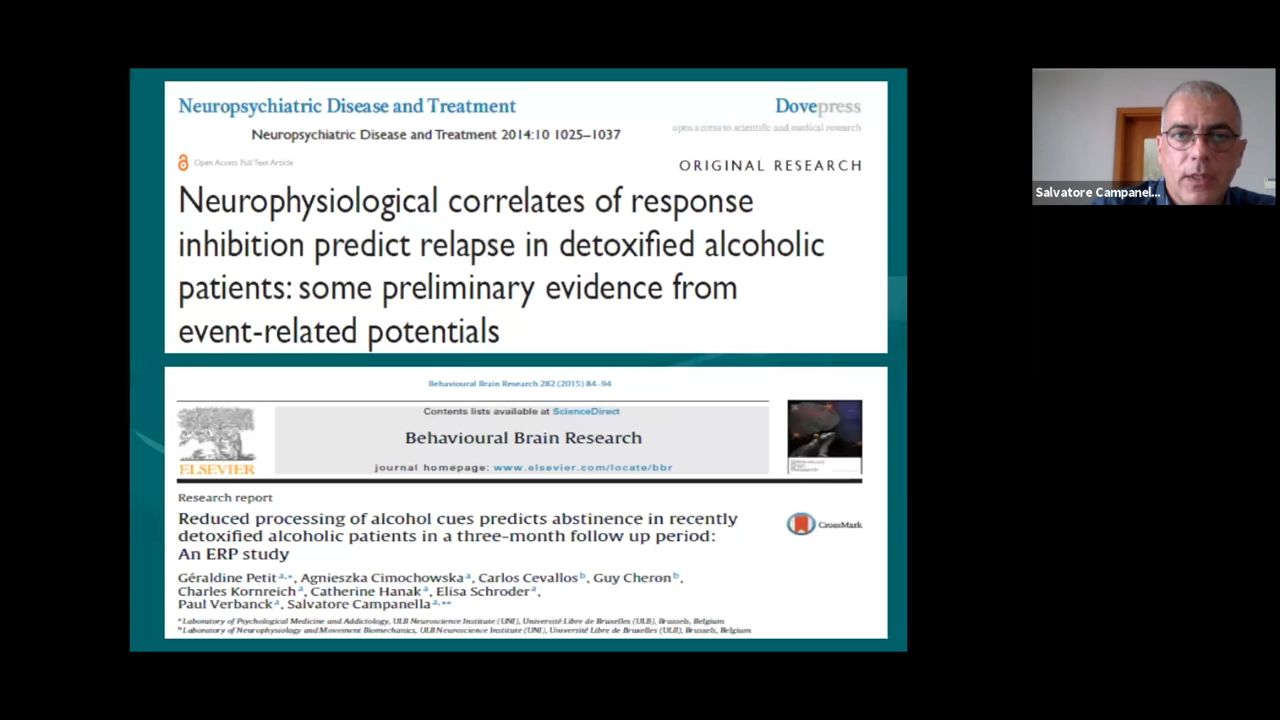 Neuropsychiatric Disease and Treatment
Dovepress
Neuropsychiatric Disease and Treatment 2014:10 1025–1037
open access to scientific and medical research
Open Access Full Text Article
ORIGINAL RESEARCH
Neurophysiological correlates of response
inhibition predict relapse in detoxified alcoholic
patients: some preliminary evidence from
event-related potentials
Behavioural Brain Research 282 (2015) 84–94
Contents lists available at ScienceDirect
Behavioural Brain Research
journal homepage: www.elsevier.com/locate/bbr
ELSEVIER
Research report
Reduced processing of alcohol cues predicts abstinence in recently
detoxified alcoholic patients in a three-month follow up period:
An ERP study
CrossMark
Géraldine Petit a,*, Agnieszka Cimochowska a, Carlos Cevallos b, Guy Cheron b,
Charles Kornreich a, Catherine Hanak a, Elisa Schroder a,
Paul Verbanck a, Salvatore Campanella a,**
a Laboratory of Psychological Medicine and Addictology, ULB Neuroscience Institute (UNI), Université Libre de Bruxelles (ULB), Brussels, Belgium
b Laboratory of Neurophysiology and Movement Biomechanics, ULB Neuroscience Institute (UNI), Université Libre de Bruxelles (ULB), Brussels, Belgium
Salvatore Campanel...